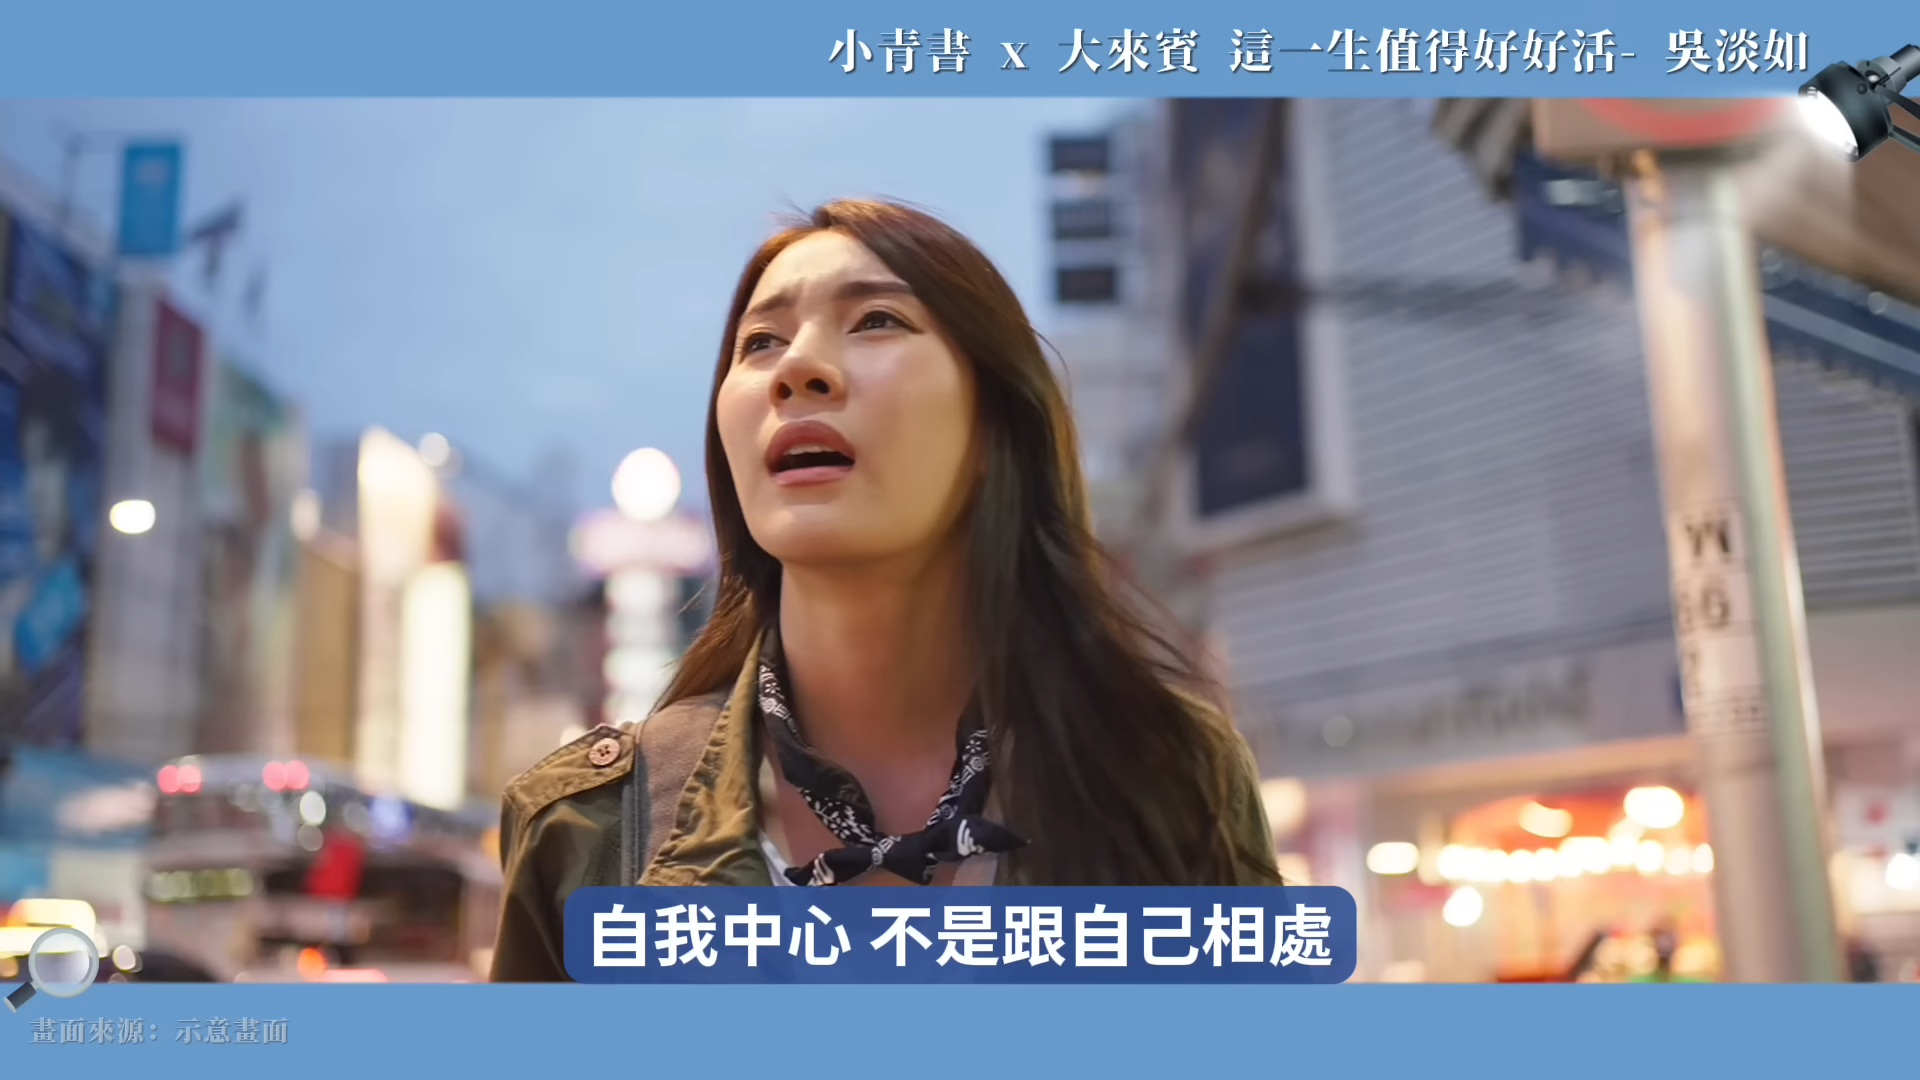 小青書 x 大來賓 這一生值得好好活- 吳淡如
W
自我中心 不是跟自己相處
畫面來源：示意畫面